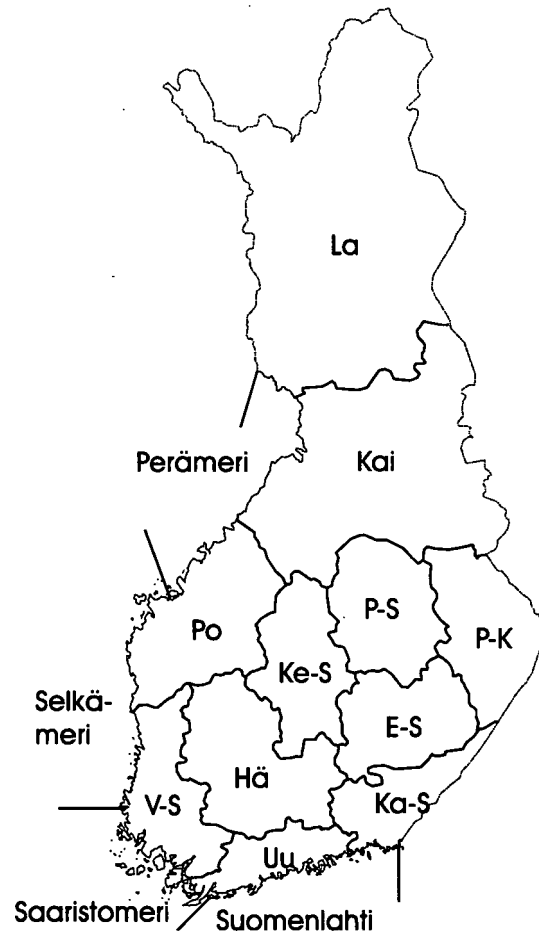 La
Perämeri
Kai
Po
P-S
P-K
Ke-S
Selkä-
meri
E-S
V-S
Hä
Ka-S
Uu
Saaristomeri
Suomenlahti